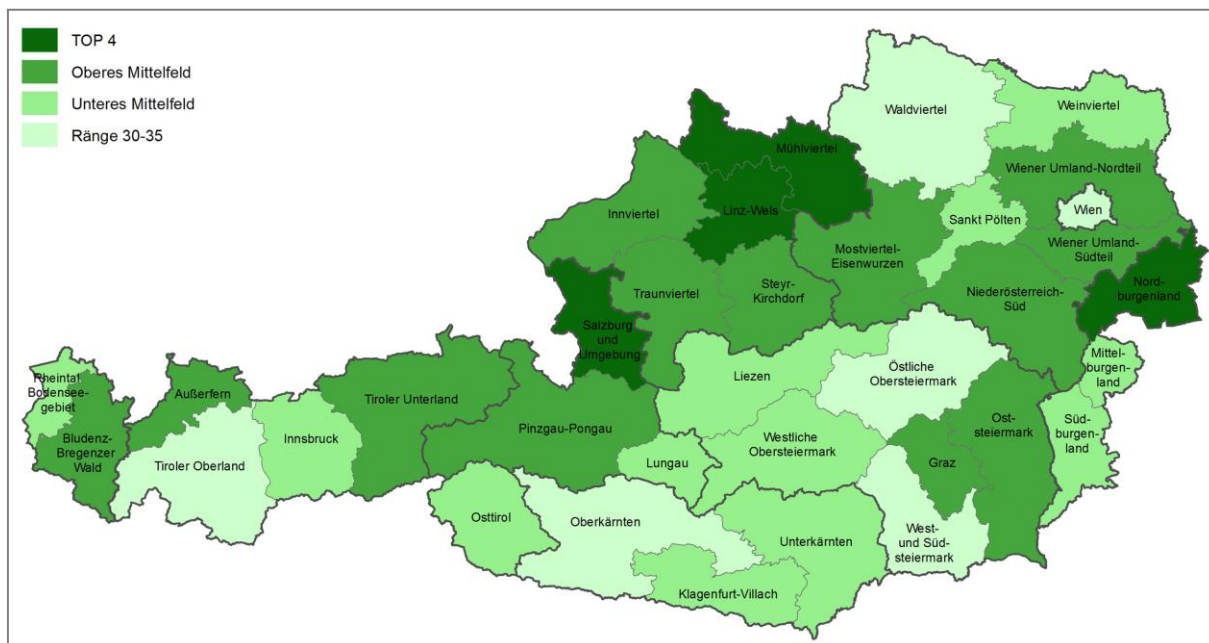 TOP 4
Oberes Mittelfeld
Unteres Mittelfeld
Ränge 30-35
Waldviertel
Weinviertel
Mühlviertel
Wiener Umland-Nordteil
Innviertel
Linz-Wels
Wien
Sankt Pölten
Mostviertel-
Eisenwurzen
Wiener Umland-
Südteil
Nord-
burgenland
Traunviertel
Steyr-
Kirchdorf
Niederösterreich-
Süd
Salzburg
und
Umgebung
Mittel-
burgen-
land
Östliche
Obersteiermark
Liezen
Rheintal
Bodensee-
gebiet
Außerfern
Tiroler Unterland
Pinzgau-Pongau
Ost-
steiermark
Süd-
burgen-
land
Bludenz-
Bregenzer
Wald
Innsbruck
Westliche
Obersteiermark
Tiroler Oberland
Lungau
Graz
Osttirol
Oberkärnten
Unterkärnten
West-
und Süd-
steiermark
Klagenfurt-Villach